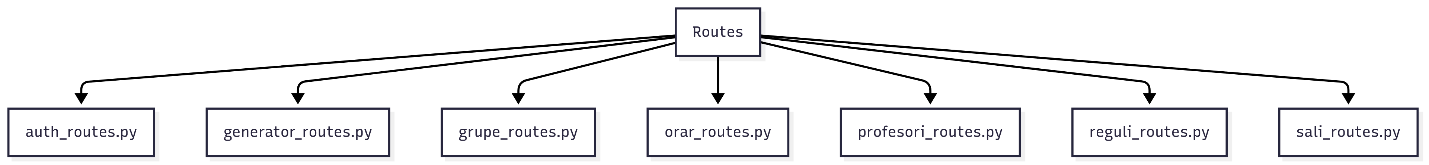 Routes
auth_routes.py
generator_routes.py
grupe_routes.py
orar_routes.py
profesori_routes.py
reguli_routes.py
sali_routes.py